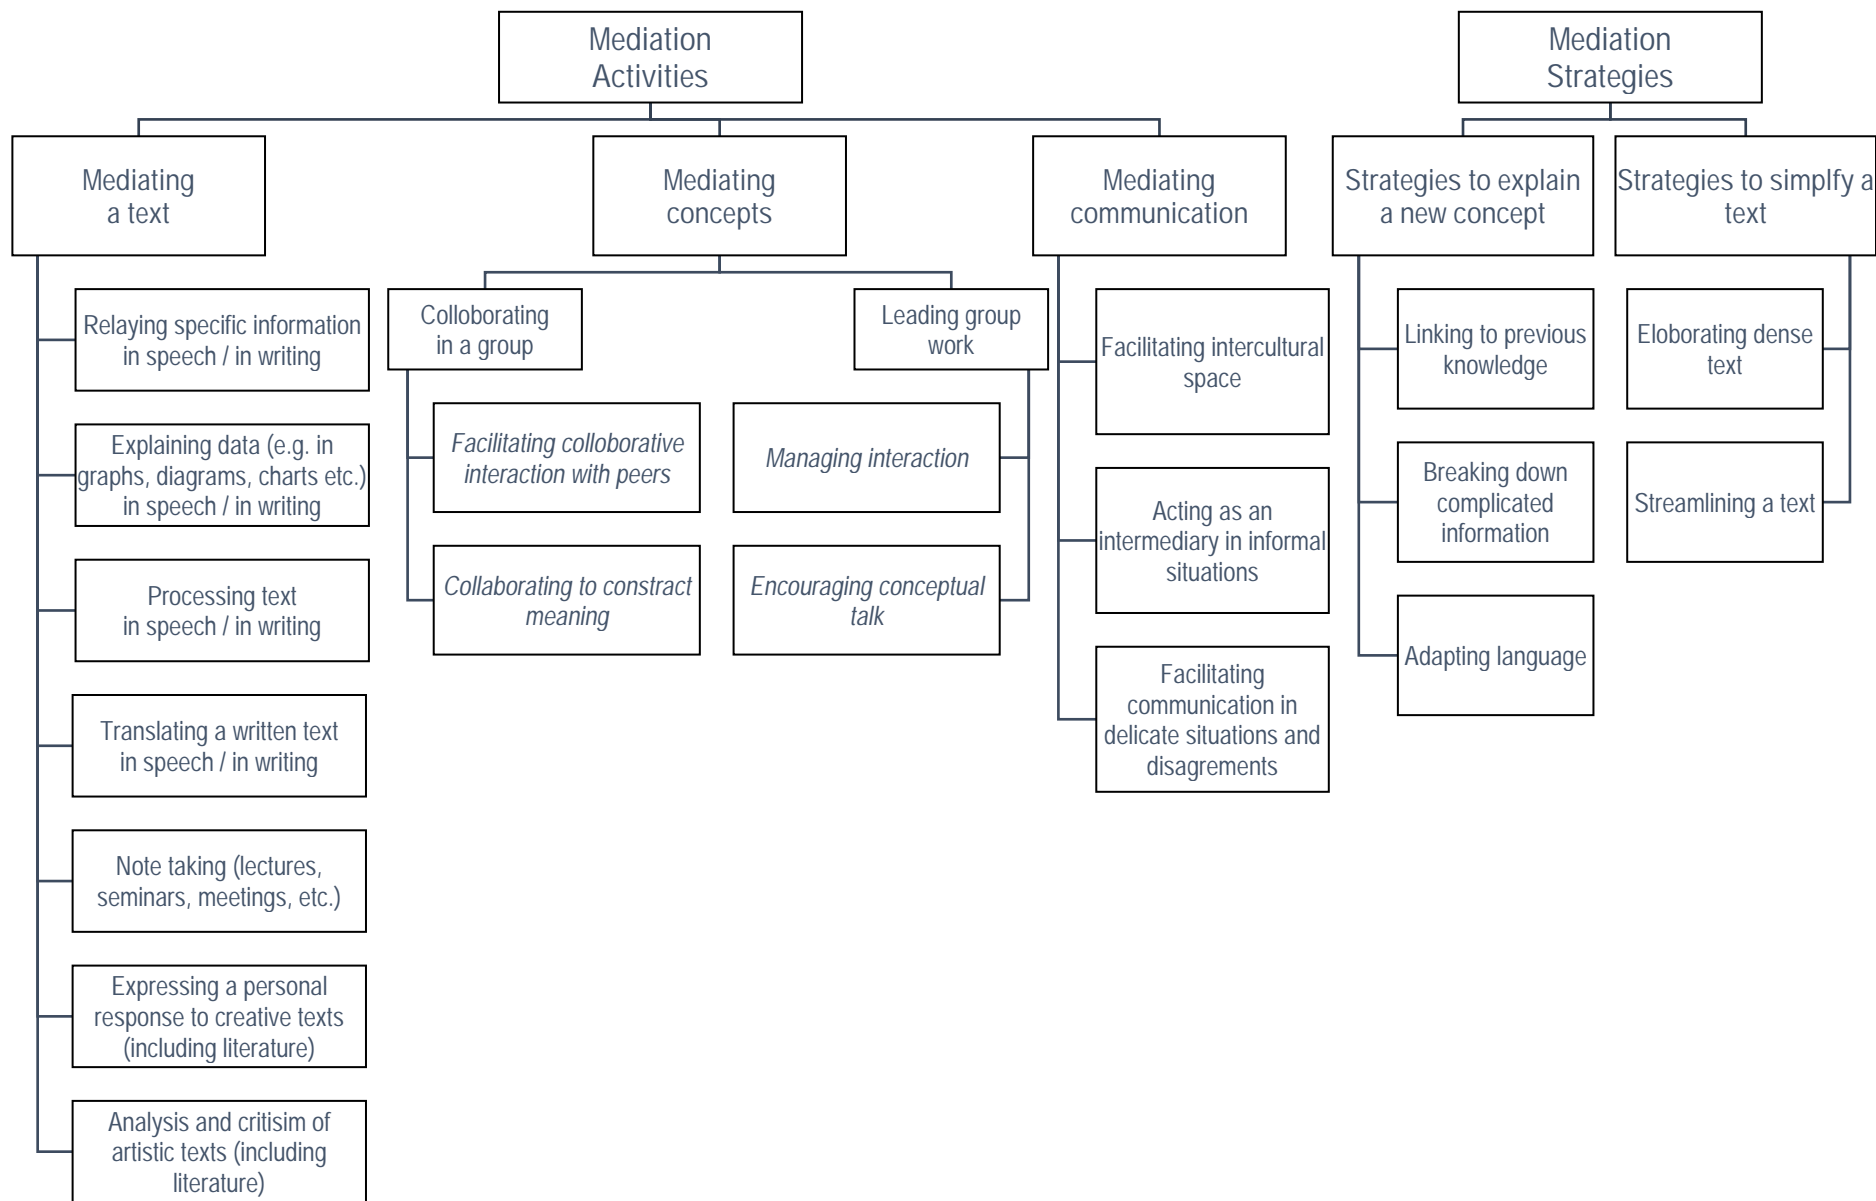 Mediation
Activities
Mediation
Strategies
Mediating
a text
Mediating
concepts
Mediating
communication
Strategies to explain
a new concept
Strategies to simplfy a
text
Relaying specific information
in speech / in writing
Explaining data (e.g. in
graphs, diagrams, charts etc.)
in speech / in writing
Processing text
in speech / in writing
Translating a written text
in speech / in writing
Note taking (lectures,
seminars, meetings, etc.)
Expressing a personal
response to creative texts
(including literature)
Analysis and critisim of
artistic texts (including
literature)
Colloborating
in a group
Facilitating colloborative
interaction with peers
Collaborating to constract
meaning
Leading group
work
Managing interaction
Encouraging conceptual
talk
Facilitating intercultural
space
Acting as an
intermediary in informal
situations
Facilitating
communication in
delicate situations and
disagrements
Linking to previous
knowledge
Breaking down
complicated
information
Adapting language
Eloborating dense
text
Streamlining a text